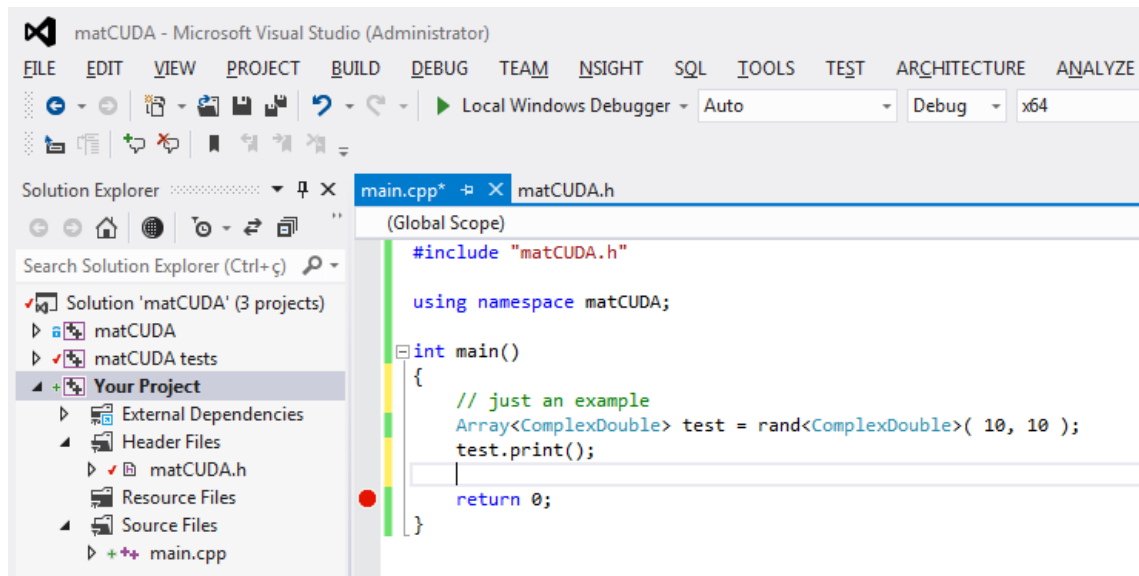 matCUDA - Microsoft Visual Studio (Administrator)
FILE EDIT VIEW PROJECT BUILD DEBUG TEAM NSIGHT SQL TOOLS TEST ARCHITECTURE ANALYZE
Local Windows Debugger Auto Debug x64
Solution Explorer
main.cpp* matCUDA.h
(Global Scope)
Search Solution Explorer (Ctrl+ç)
Solution 'matCUDA' (3 projects)
matCUDA
matCUDA tests
Your Project
External Dependencies
Header Files
matCUDA.h
Resource Files
Source Files
main.cpp
#include "matCUDA.h"
using namespace matCUDA;
int main()
{
// just an example
Array<ComplexDouble> test = rand<ComplexDouble>( 10, 10 );
test.print();
return 0;
}